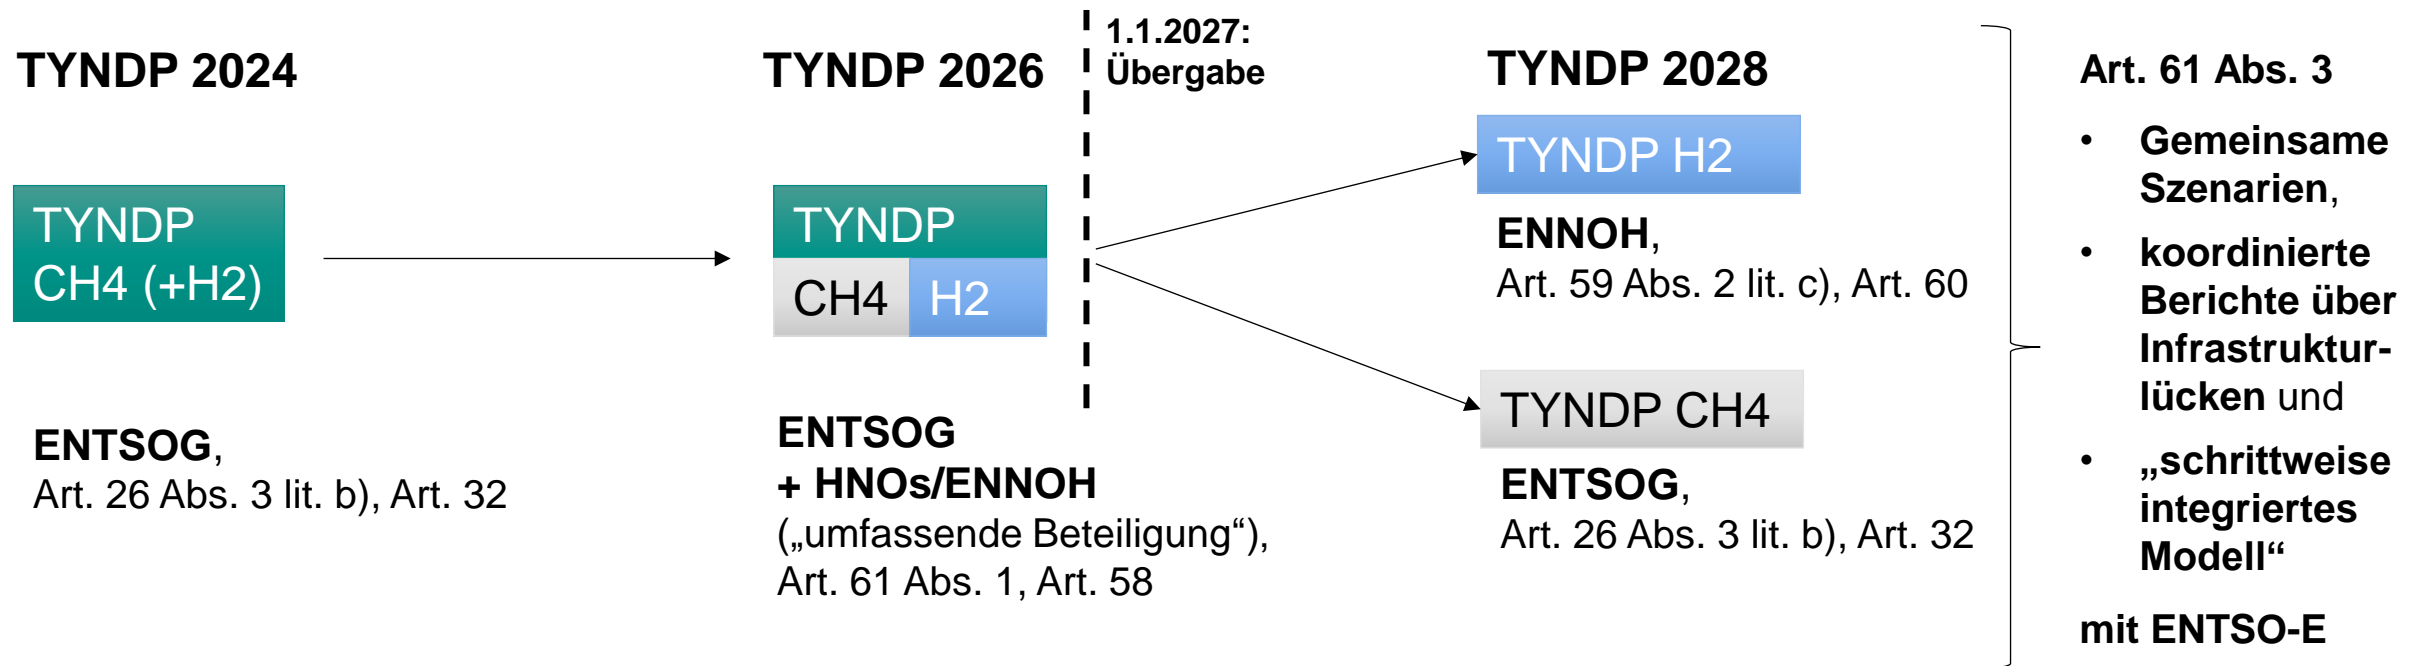 TYNDP 2024
TYNDP
CH4 (+H2)
ENTSOG,
Art. 26 Abs. 3 lit. b), Art. 32
TYNDP 2026
TYNDP
CH4
H2
ENTSOG
+ HNOs/ENNOH
(„umfassende Beteiligung“),
Art. 61 Abs. 1, Art. 58
1.1.2027:
Übergabe
TYNDP 2028
TYNDP H2
ENNOH,
Art. 59 Abs. 2 lit. c), Art. 60
TYNDP CH4
ENTSOG,
Art. 26 Abs. 3 lit. b), Art. 32
Art. 61 Abs. 3
• Gemeinsame
Szenarien,
• koordinierte
Berichte über
Infrastruktur-
lücken und
• „schrittweise
integriertes
Modell“
mit ENTSO-E